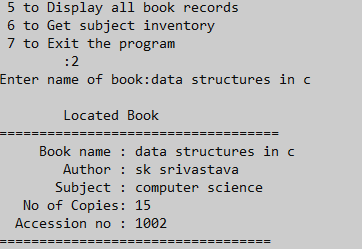 5 to Display all book records
6 to Get subject inventory
7 to Exit the program
:2
Enter name of book:data structures in c
Located Book
===================================
Book name : data structures in c
Author : sk srivastava
Subject : computer science
No of Copies: 15
Accession no : 1002
==================================